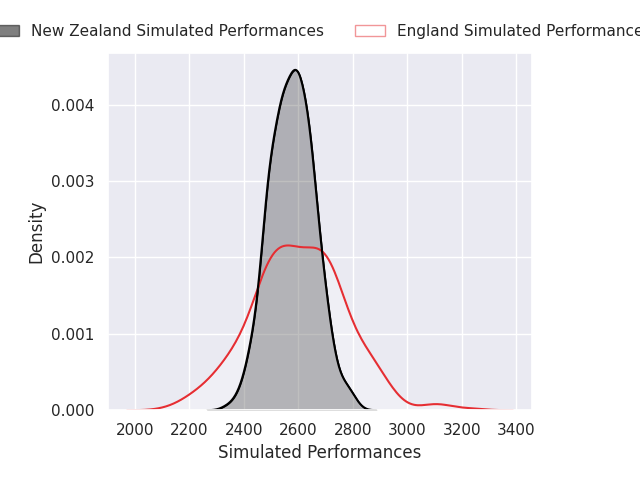 New Zealand Simulated Performances England Simulated Performance
0.004
0.003
0.002
0.001
0.000
Density
2000 2200 2400 2600 2800 3000 3200 3400
Simulated Performances